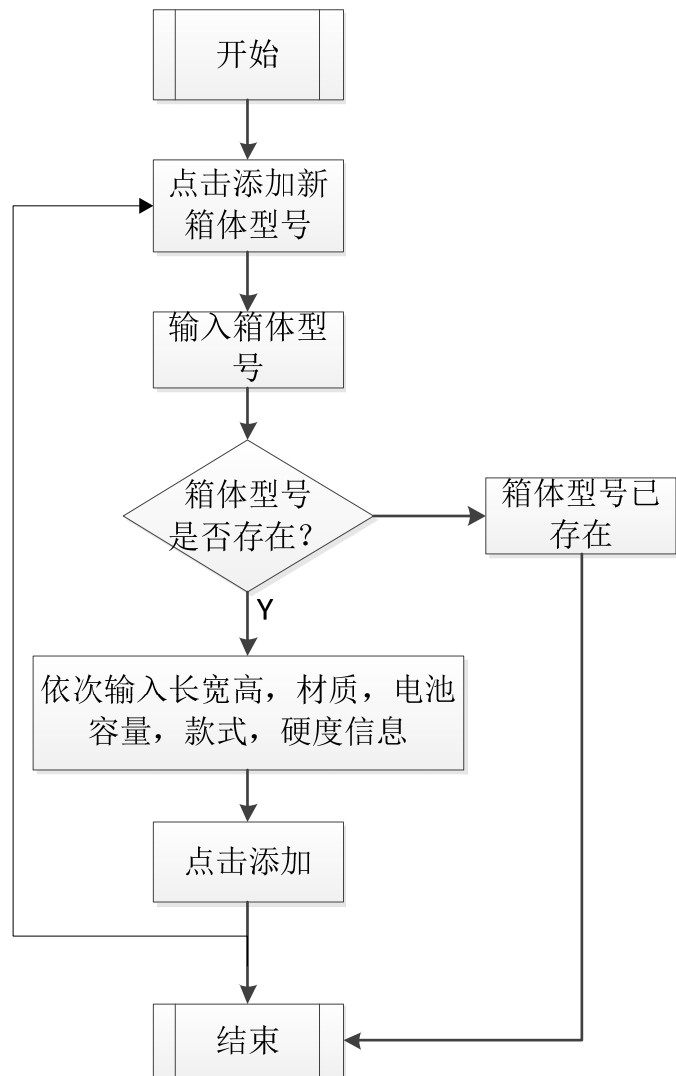 开始
点击添加新
箱体型号
输入箱体型
号
箱体型号
是否存在？
箱体型号已
存在
Y
依次输入长宽高，材质，电池
容量，款式，硬度信息
点击添加
结束